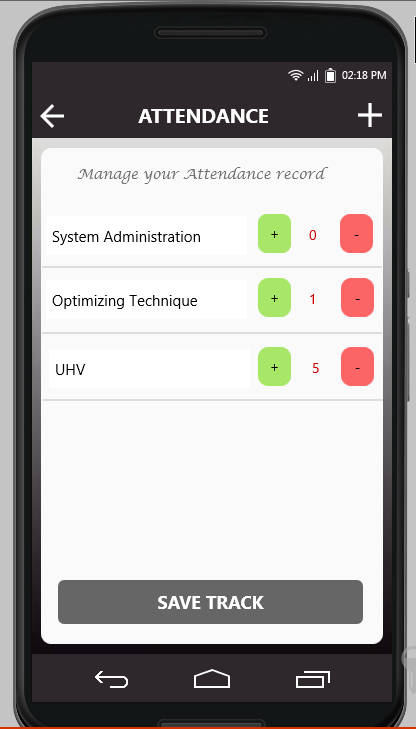 02:18 PM
ATTENDANCE
Manage your Attendance record
System Administration + 0 -
Optimizing Technique + 1 -
UHV + 5 -
SAVE TRACK